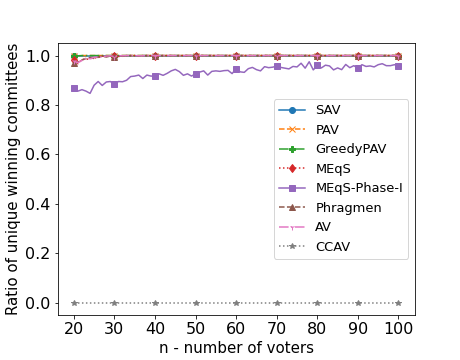 Ratio of unique winning committees
1.0
0.8
0.6
0.4
0.2
0.0
SAV
PAV
GreedyPAV
MEqS
MEqS-Phase-I
Phragmen
AV
CCAV
20 30 40 50 60 70 80 90 100
n - number of voters